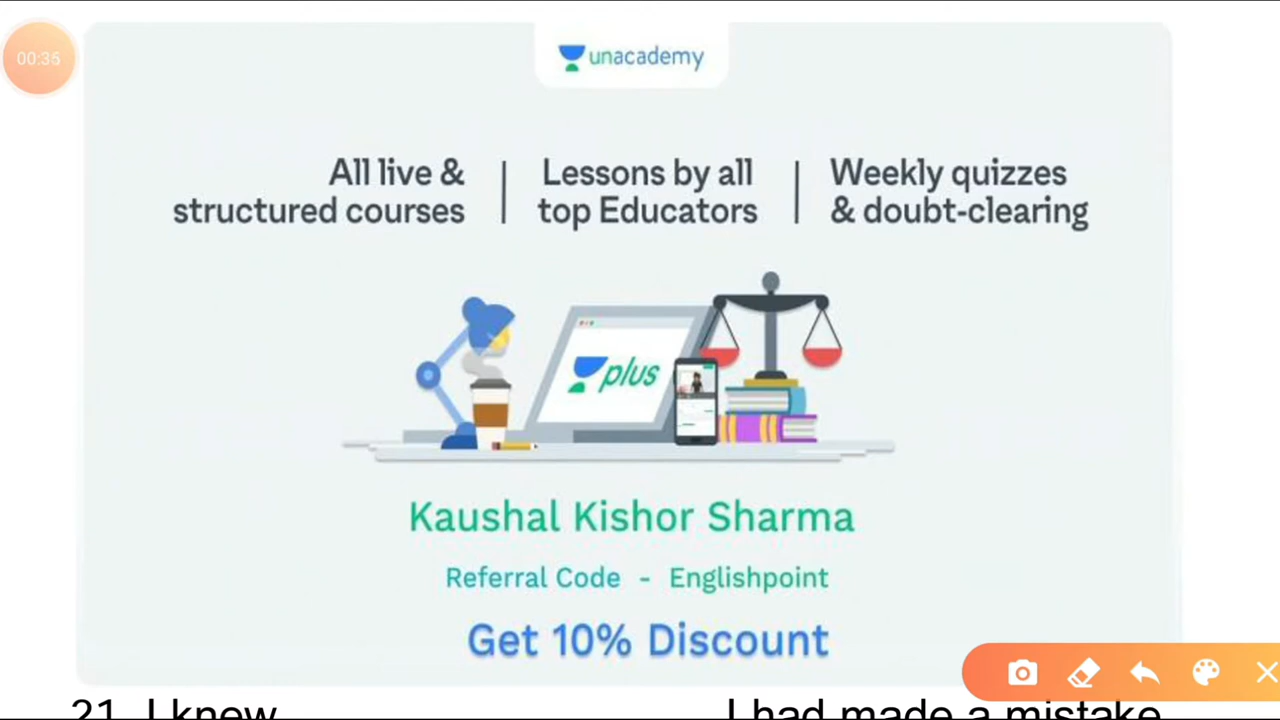 00:35
unacademy
All live &
structured courses
Lessons by all
top Educators
Weekly quizzes
& doubt-clearing
plus
Kaushal Kishor Sharma
Referral Code - Englishpoint
Get 10% Discount
21. I knew I had made a mistake